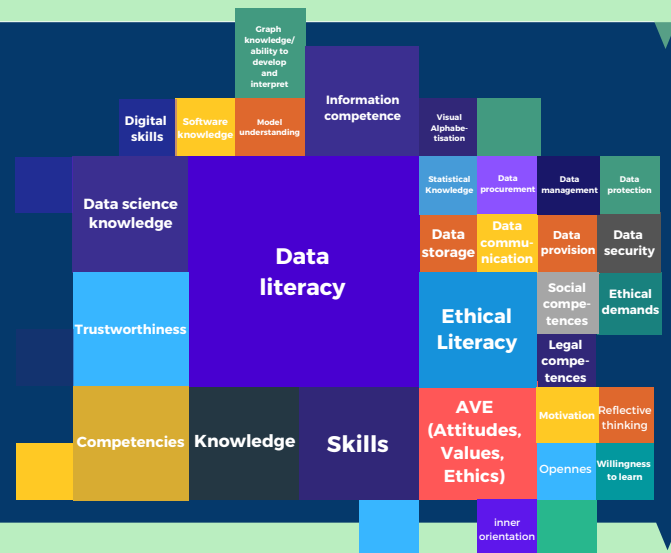 Graph
knowledge/
ability to
develop
and
interpret
Information
competence
Digital
skills
Software
knowledge
Model
understanding
Visual
Alphabe-
tisation
Data science
knowledge
Data
literacy
Statistical
Knowledge
Data
procurement
Data
management
Data
protection
Data
storage
Data
commu-
nication
Data
provision
Data
security
Trustworthiness
Ethical
Literacy
Social
compe-
tences
Ethical
demands
Legal
compe-
tences
Competencies
Knowledge
Skills
AVE
(Attitudes,
Values,
Ethics)
Motivation
Reflective
thinking
Opennes
Willingness
to learn
inner
orientation